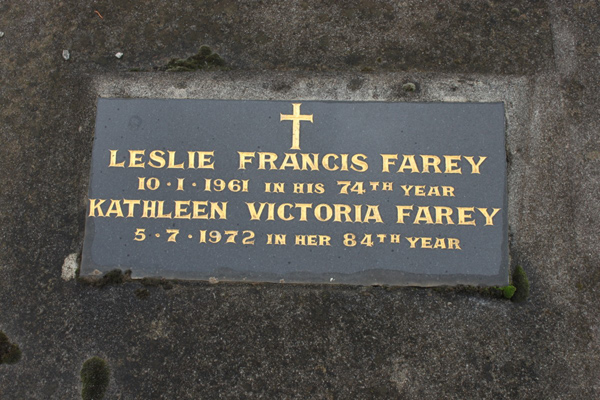 LESLIE FRANCIS FAREY
10·1·1961 IN HIS 74TH YEAR
KATHLEEN VICTORIA FAREY
5·7·1972 IN HER 84TH YEAR